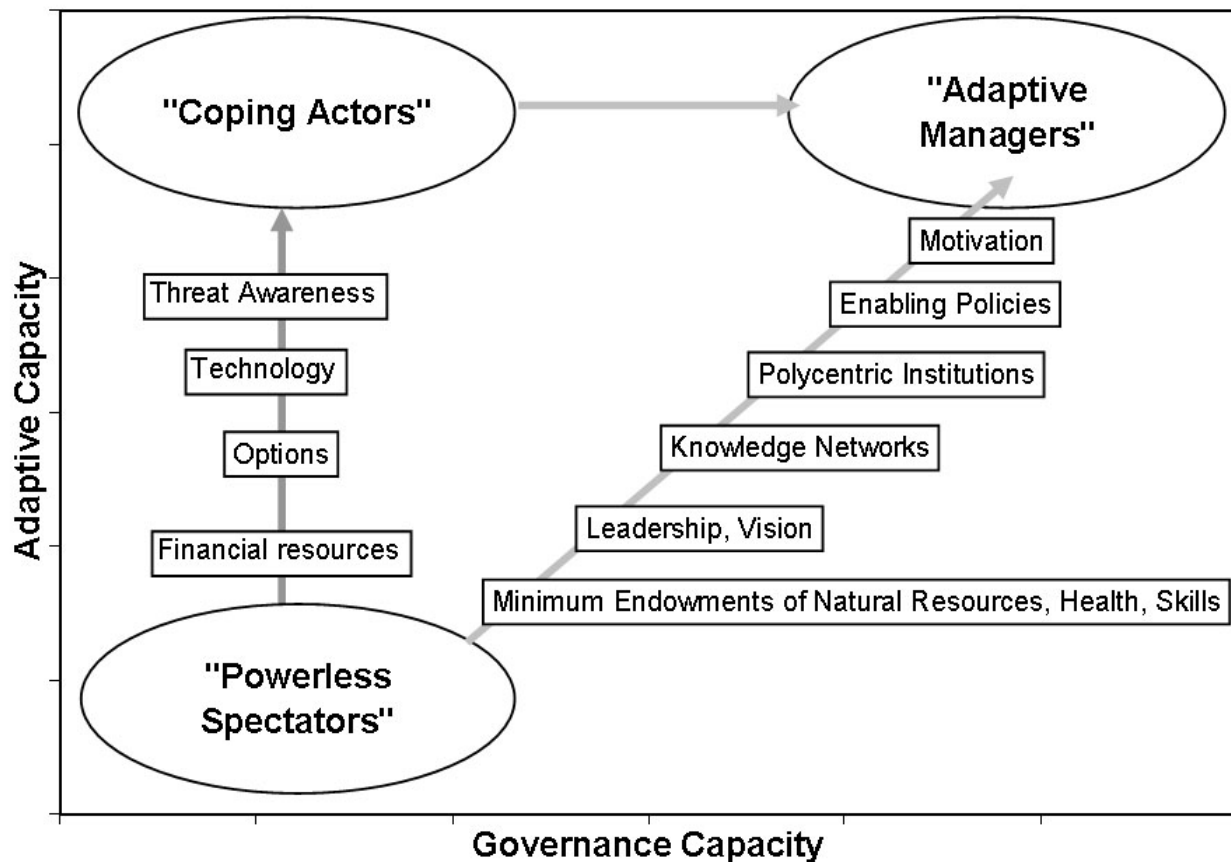 "Coping Actors"
"Adaptive
Managers"
Motivation
Threat Awareness
Enabling Policies
Technology
Polycentric Institutions
Options
Knowledge Networks
Leadership, Vision
Financial resources
Minimum Endowments of Natural Resources, Health, Skills
"Powerless
Spectators"
Adaptive Capacity
Governance Capacity